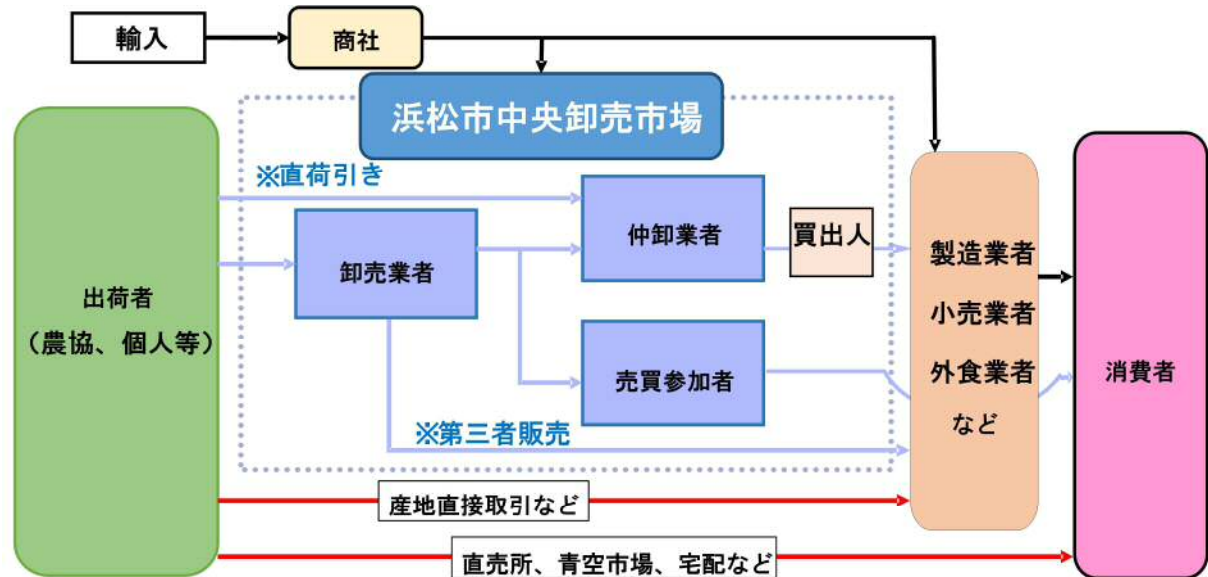 輸入
商社
浜松市中央卸売市場
※直荷引き
仲卸業者
買出人
卸売業者
製造業者
小売業者
外食業者
など
出荷者
（農協、個人等）
売買参加者
消費者
※第三者販売
産地直接取引など
直売所、青空市場、宅配など